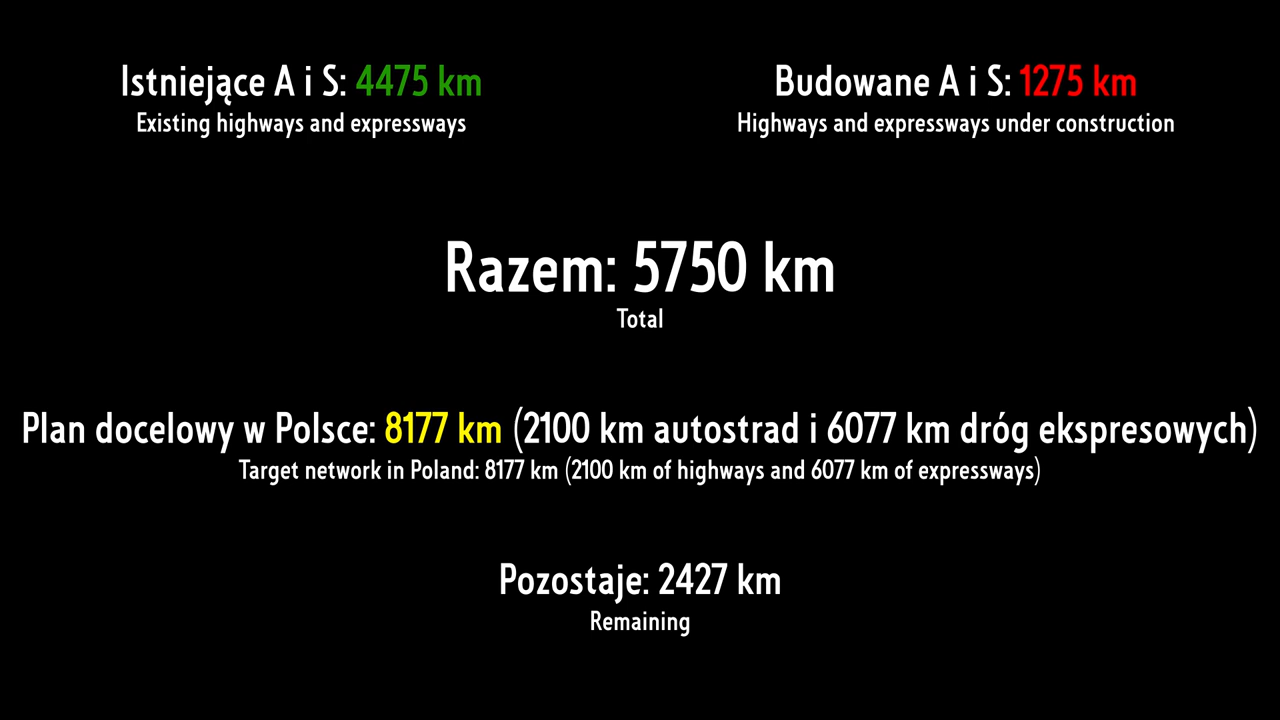 Istniejące A i S: 4475 km
Existing highways and expressways
Budowane A i S: 1275 km
Highways and expressways under construction
Razem: 5750 km
Total
Plan docelowy w Polsce: 8177 km (2100 km autostrad i 6077 km dróg ekspresowych)
Target network in Poland: 8177 km (2100 km of highways and 6077 km of expressways)
Pozostaje: 2427 km
Remaining